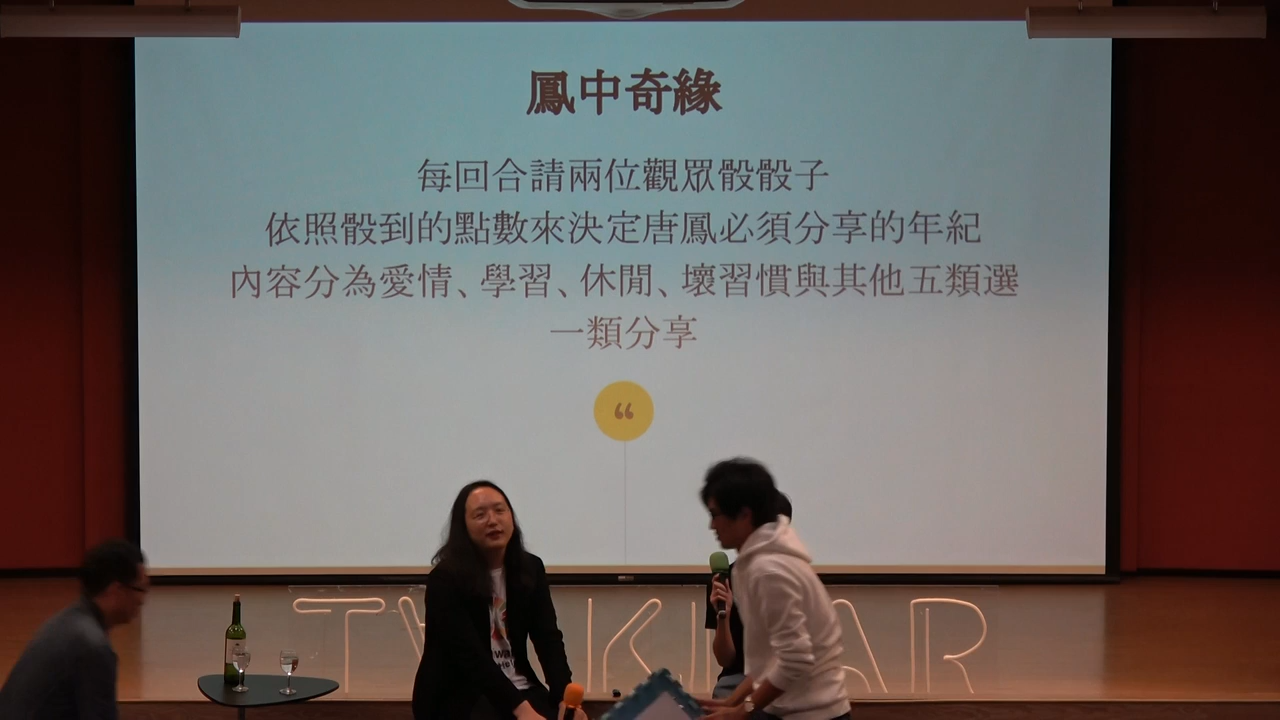 鳳中奇緣
每回合請兩位觀眾骰骰子
依照骰到的點數來決定唐鳳必須分享的年紀
內容分為愛情、學習、休閒、壞習慣與其他五類選
一類分享
“